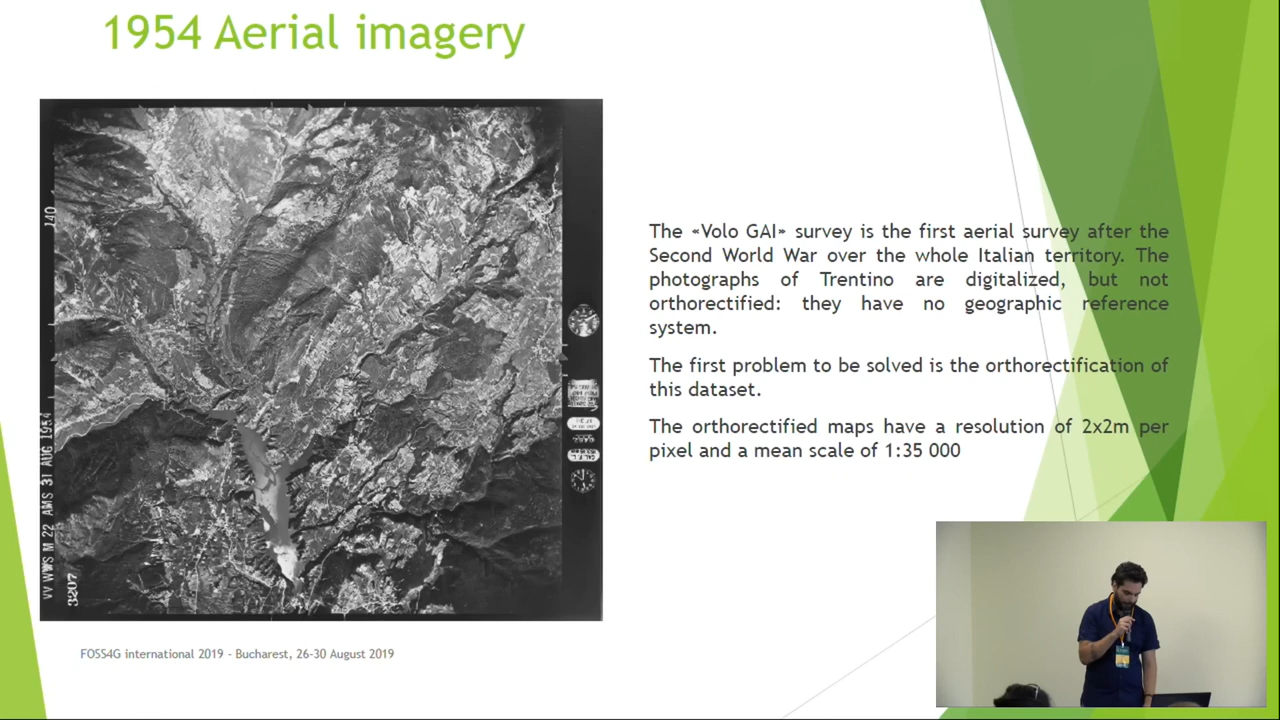 1954 Aerial imagery
140
VV WWS M 22 AMS 31 AUG 1954
3207
The «Volo GAI» survey is the first aerial survey after the
Second World War over the whole Italian territory. The
photographs of Trentino are digitalized, but not
orthorectified: they have no geographic reference
system.
The first problem to be solved is the orthorectification of
this dataset.
The orthorectified maps have a resolution of 2x2m per
pixel and a mean scale of 1:35 000
FOSS4G international 2019 - Bucharest, 26-30 August 2019